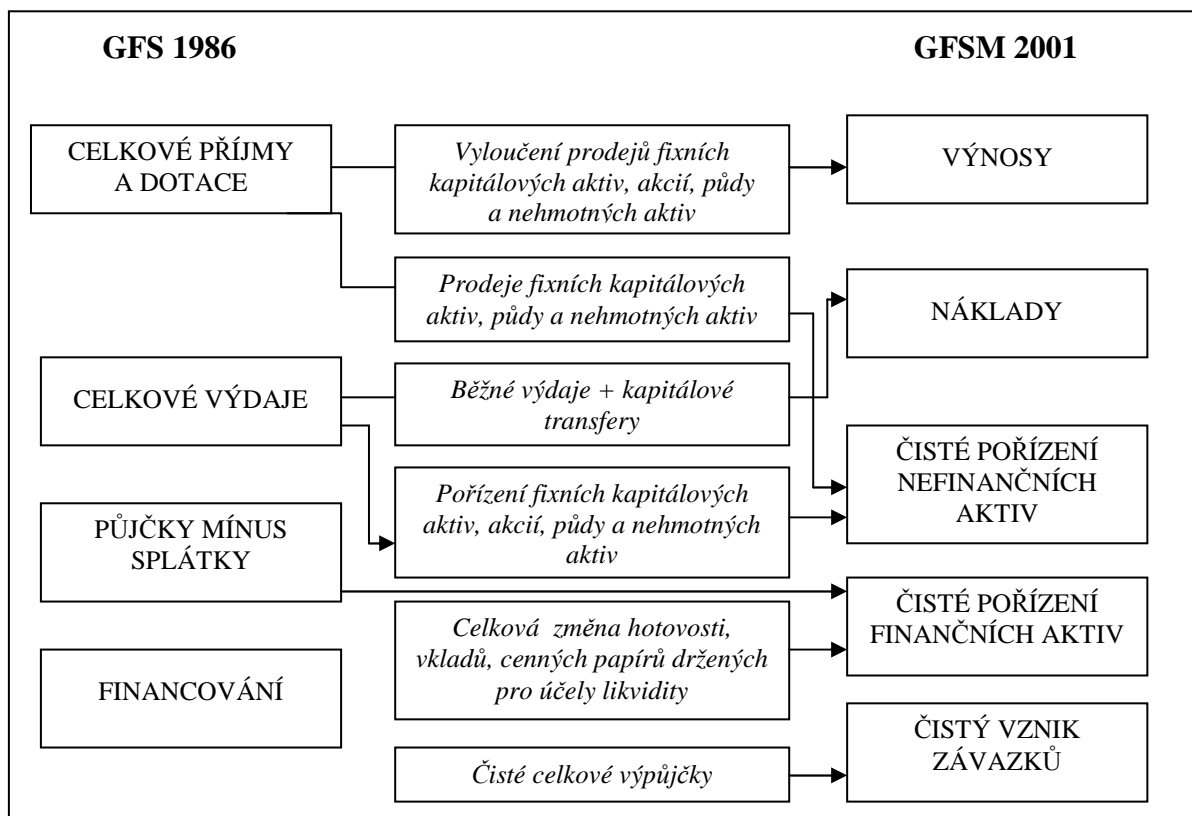 GFS 1986
GFSM 2001
CELKOVÉ PŘÍJMY
A DOTACE
Vyloučení prodejů fixních
kapitálových aktiv, akcií, půdy
a nehmotných aktiv
VÝNOSY
Prodeje fixních kapitálových
aktiv, půdy a nehmotných aktiv
NÁKLADY
CELKOVÉ VÝDAJE
Běžné výdaje + kapitálové
transfery
ČISTÉ POŘÍZENÍ
NEFINANČNÍCH
AKTIV
PŮJČKY MÍNUS
SPLÁTKY
Pořízení fixních kapitálových
aktiv, akcií, půdy a nehmotných
aktiv
ČISTÉ POŘÍZENÍ
FINANČNÍCH AKTIV
Celková změna hotovosti,
vkladů, cenných papírů držených
pro účely likvidity
FINANCOVÁNÍ
ČISTÝ VZNIK
ZÁVAZKŮ
Čisté celkové výpůjčky